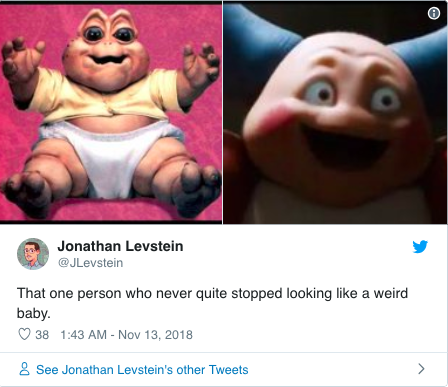 Jonathan Levstein
@JLevstein
That one person who never quite stopped looking like a weird
baby.
38 1:43 AM - Nov 13, 2018
See Jonathan Levstein's other Tweets